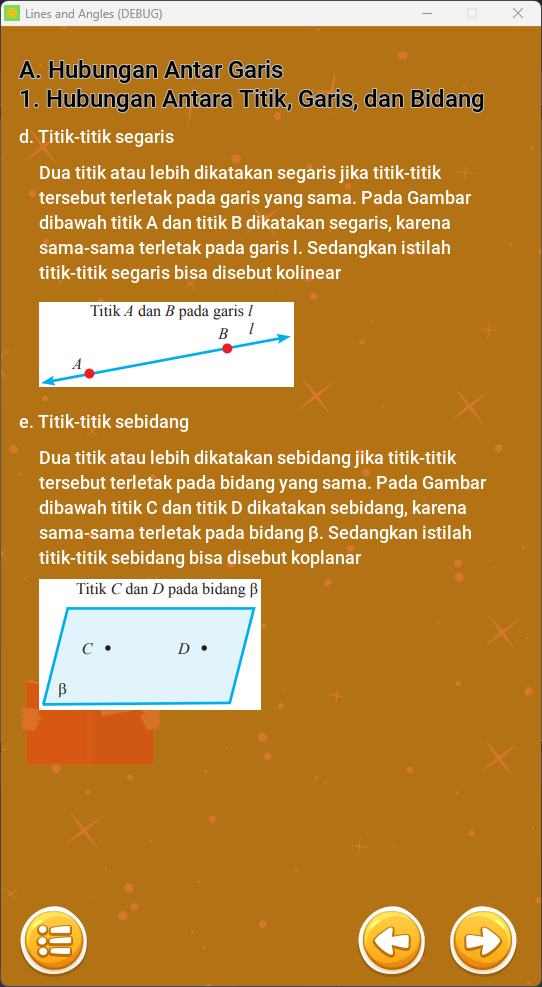 Lines and Angles (DEBUG)
A. Hubungan Antar Garis
1. Hubungan Antara Titik, Garis, dan Bidang
d. Titik-titik segaris
Dua titik atau lebih dikatakan segaris jika titik-titik
tersebut terletak pada garis yang sama. Pada Gambar
dibawah titik A dan titik B dikatakan segaris, karena
sama-sama terletak pada garis l. Sedangkan istilah
titik-titik segaris bisa disebut kolinear
Titik A dan B pada garis l
B l
A
e. Titik-titik sebidang
Dua titik atau lebih dikatakan sebidang jika titik-titik
tersebut terletak pada bidang yang sama. Pada Gambar
dibawah titik C dan titik D dikatakan sebidang, karena
sama-sama terletak pada bidang β. Sedangkan istilah
titik-titik sebidang bisa disebut koplanar
Titik C dan D pada bidang β
C D
β